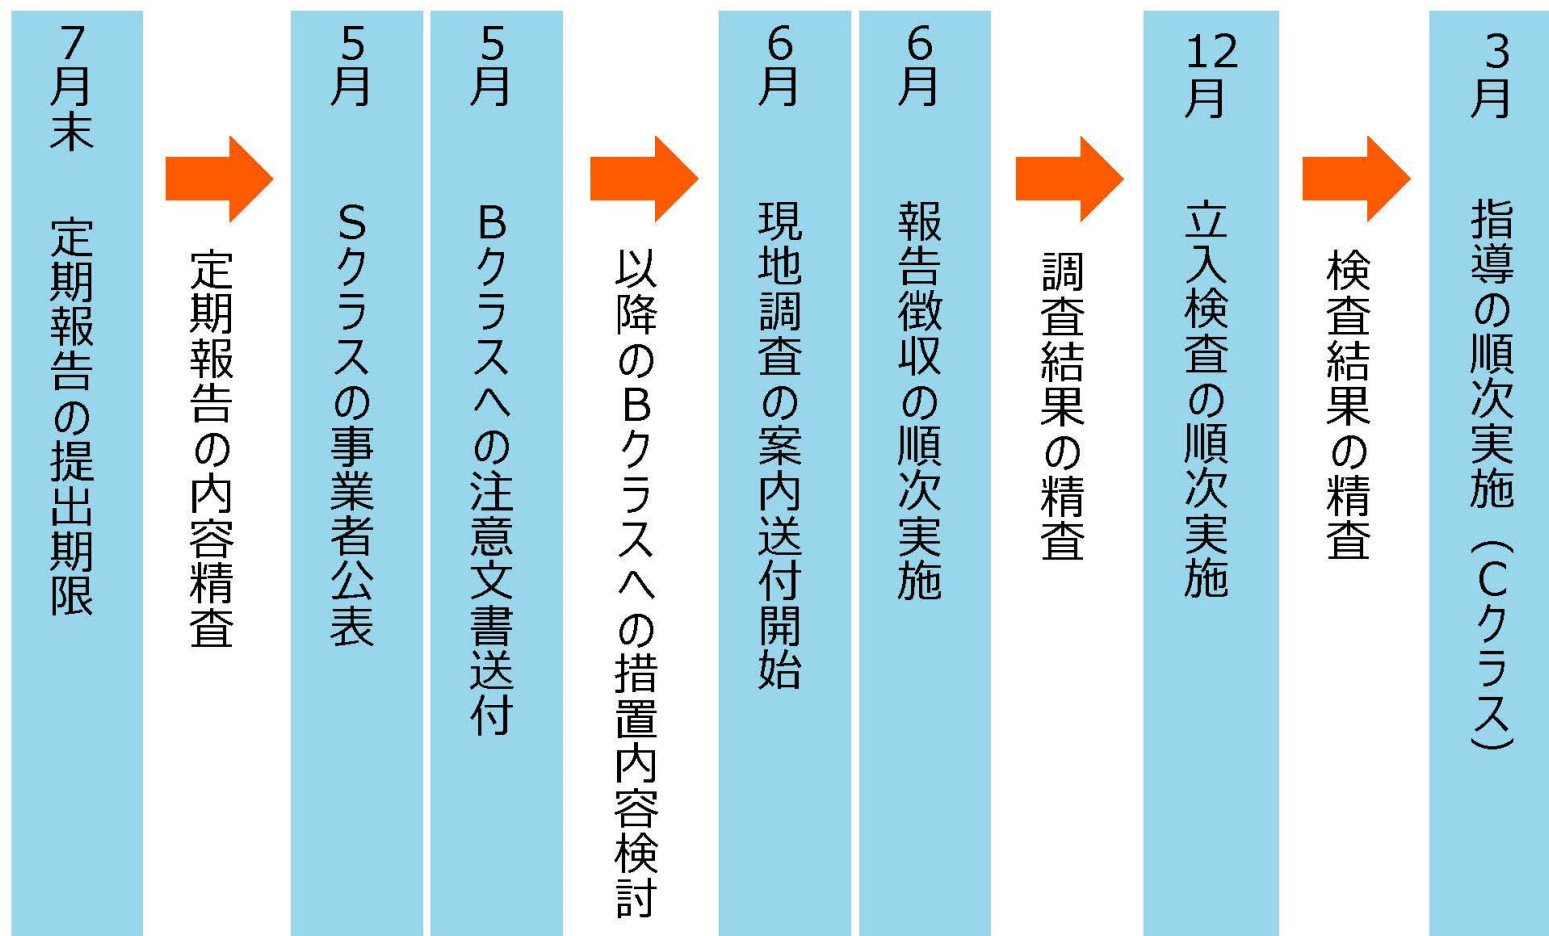 7月末 定期報告の提出期限
定期報告の内容精査
5月 Sクラスの事業者公表
5月 Bクラスへの注意文書送付
以降のBクラスへの措置内容検討
6月 現地調査の案内送付開始
6月 報告徴収の順次実施
調査結果の精査
12月 立入検査の順次実施
検査結果の精査
3月 指導の順次実施（Cクラス）